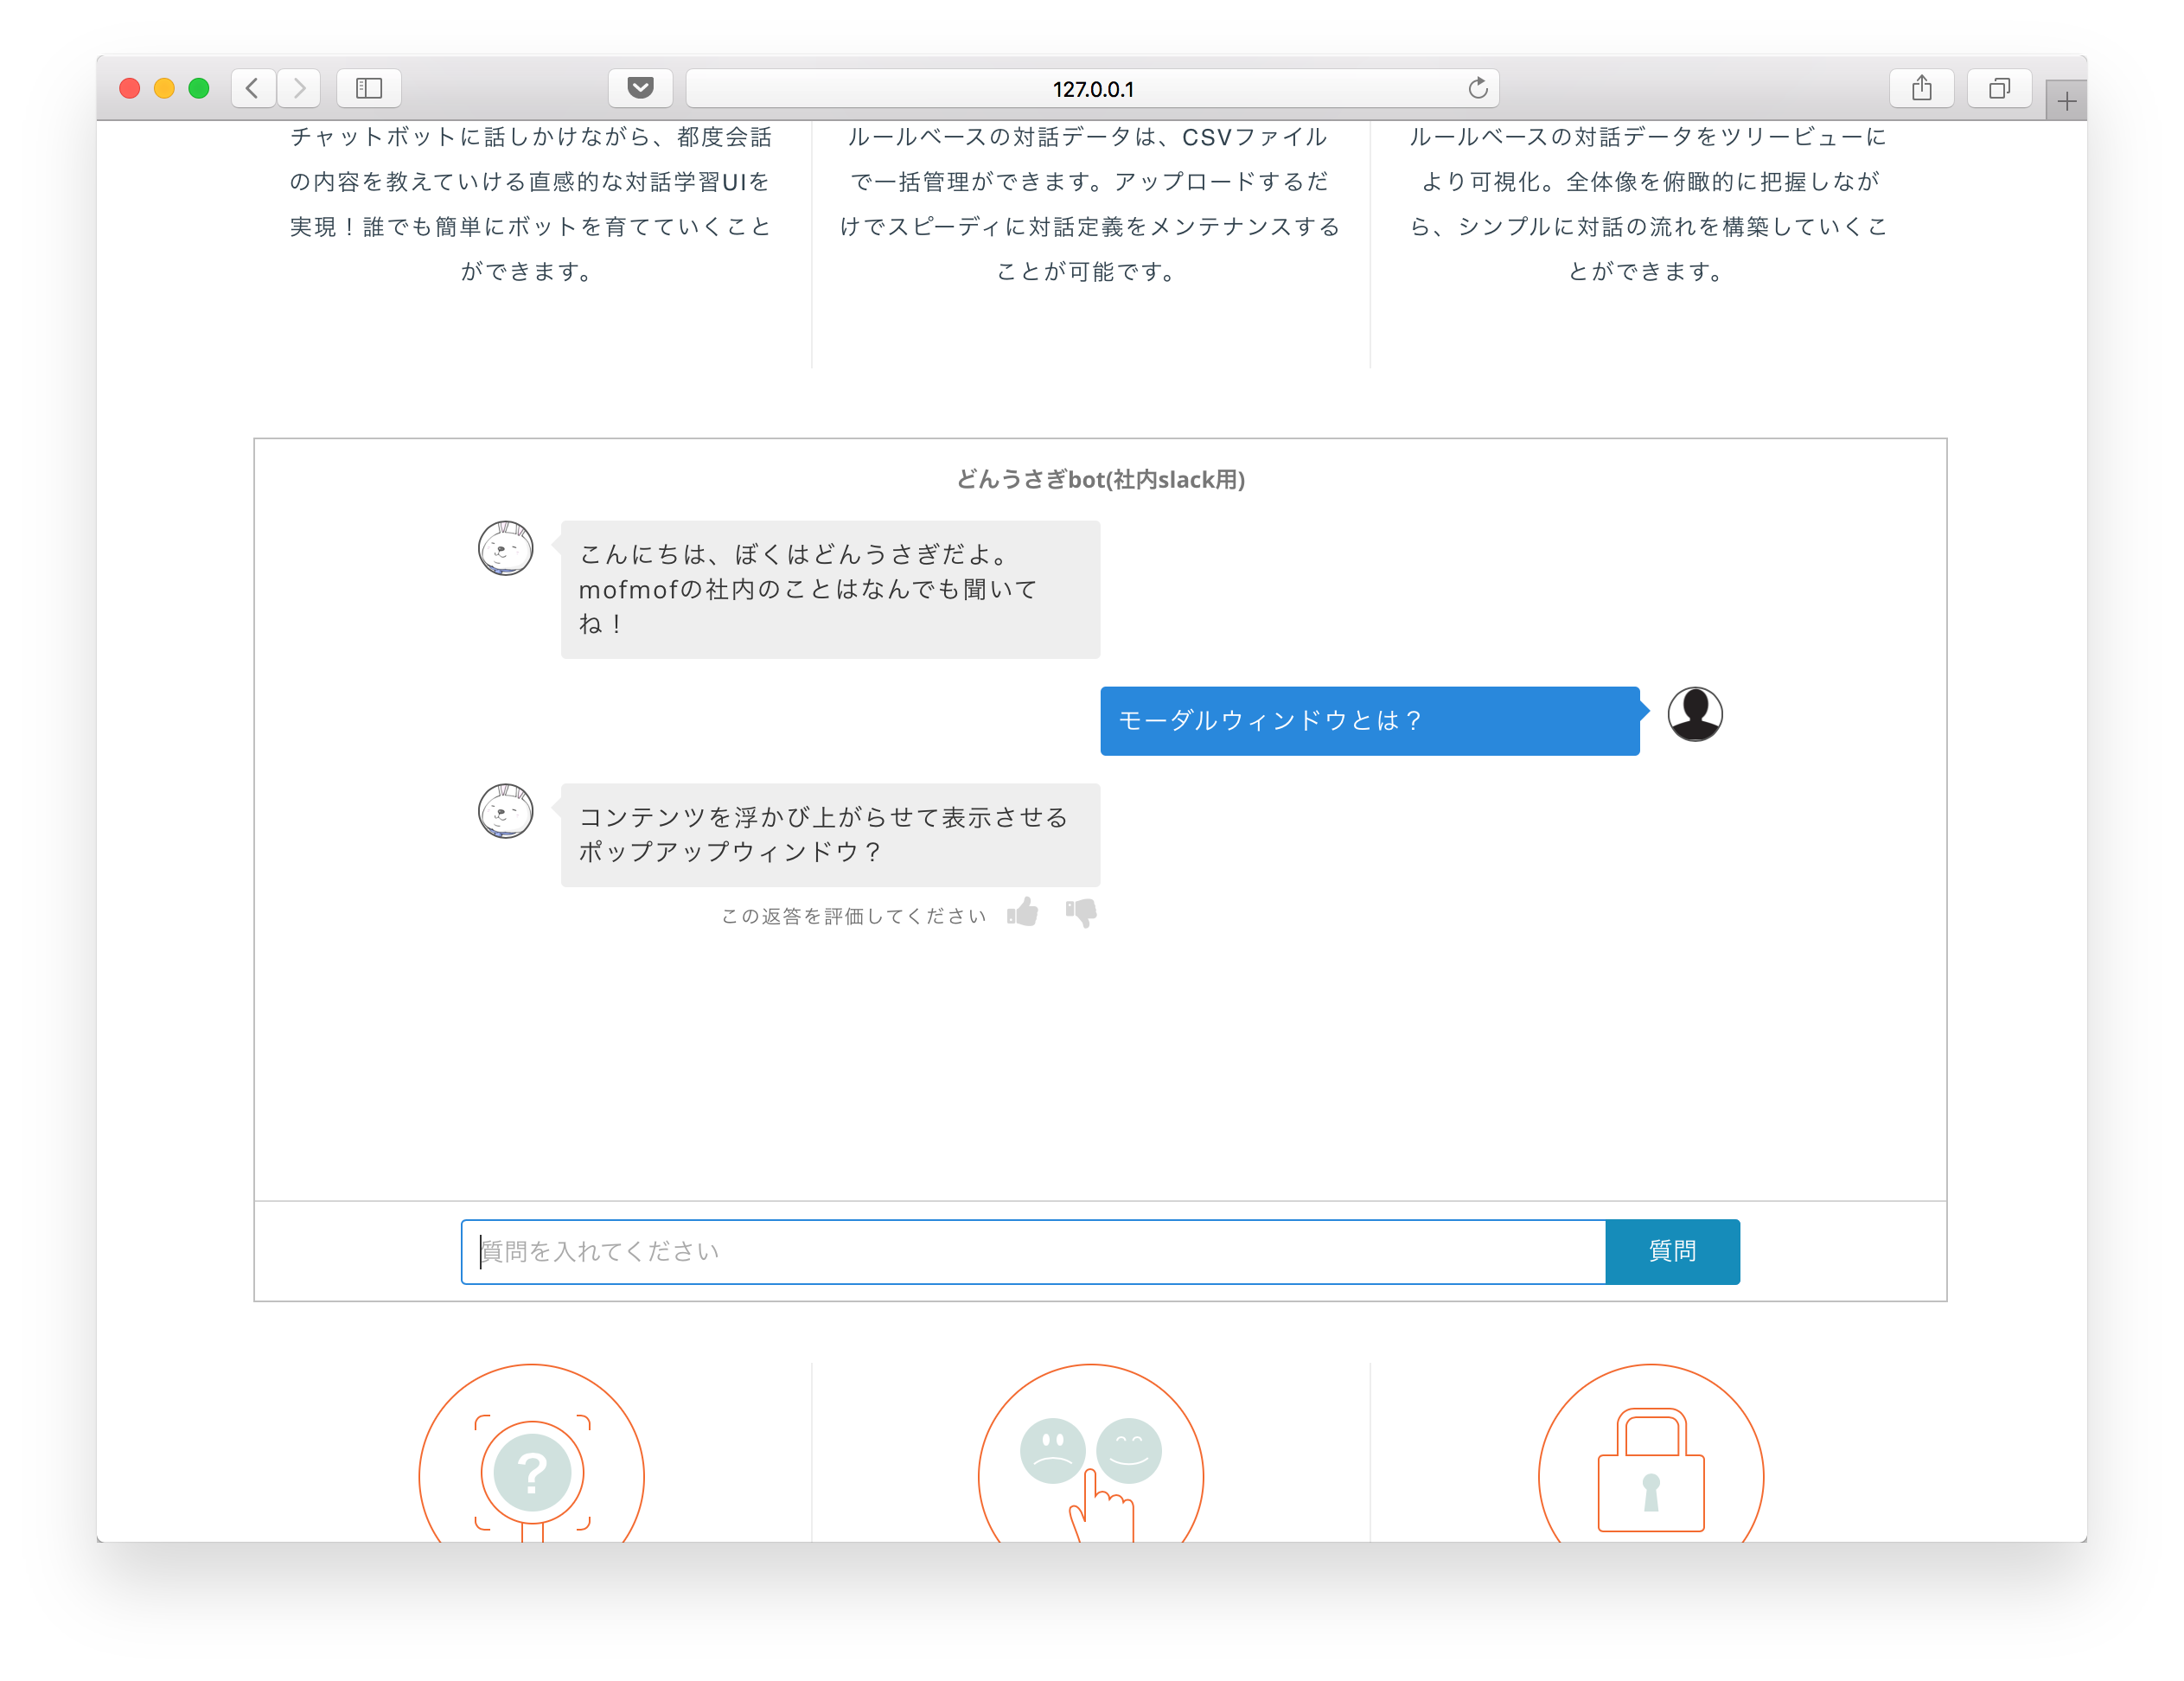 127.0.0.1
チャットボットに話しかけながら、都度会話
の内容を教えていける直感的な対話学習UIを
実現！誰でも簡単にボットを育てていくこと
ができます。
ルールベースの対話データは、CSVファイル
で一括管理ができます。アップロードするだ
けでスピーディに対話定義をメンテナンスする
ことが可能です。
ルールベースの対話データをツリービューに
より可視化。全体像を俯瞰的に把握しなが
ら、シンプルに対話の流れを構築していくこ
とができます。
どんうさぎbot(社内slack用)
こんにちは、ぼくはどんうさぎだよ。
mofmofの社内のことはなんでも聞いて
ね！
モーダルウィンドウとは？
コンテンツを浮かび上がらせて表示させる
ポップアップウィンドウ？
この返答を評価してください
質問を入れてください
質問
?